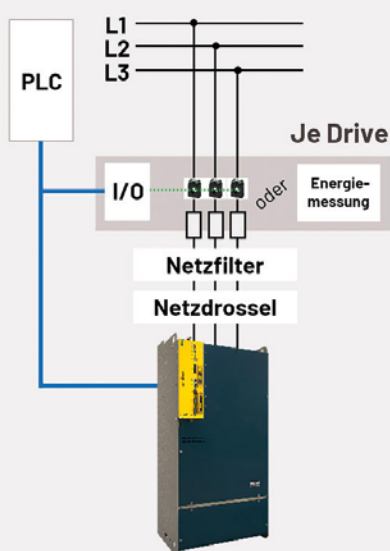 L1
L2
L3
PLC
Je Drive
I/O
oder
Energie-
messung
Netzfilter
Netzdrossel